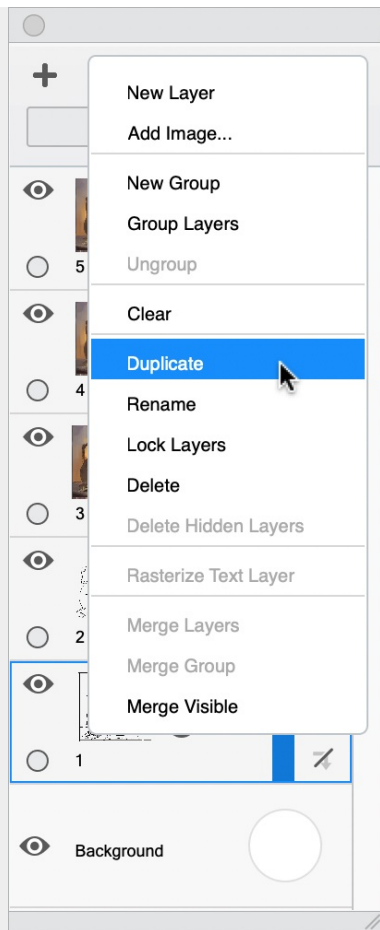 New Layer
Add Image...
New Group
Group Layers
Ungroup
Clear
Duplicate
Rename
Lock Layers
Delete
Delete Hidden Layers
Rasterize Text Layer
Merge Layers
Merge Group
Merge Visible
5
4
3
2
1
Background